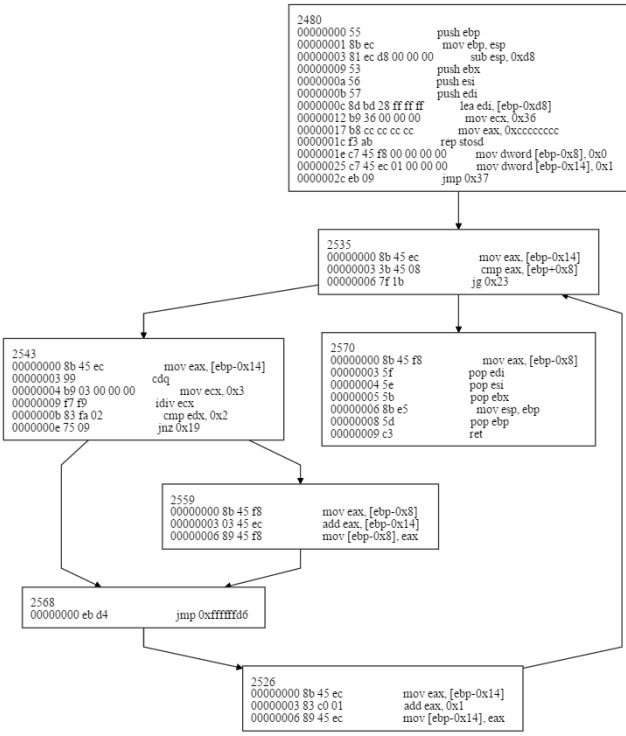 2480
00000000 55 push ebp
00000001 8b ec mov ebp, esp
00000003 81 ec d8 00 00 00 sub esp, 0xd8
00000009 53 push ebx
0000000a 56 push esi
0000000b 57 push edi
0000000c 8d bd 28 ff ff ff lea edi, [ebp-0xd8]
00000012 b9 36 00 00 00 mov ecx, 0x36
00000017 b8 cc cc cc cc mov eax, 0xcccccccc
0000001c f3 ab rep stosd
0000001e c7 45 f8 00 00 00 00 mov dword [ebp-0x8], 0x0
00000025 c7 45 ec 01 00 00 00 mov dword [ebp-0x14], 0x1
0000002c eb 09 jmp 0x37
2535
00000000 8b 45 ec mov eax, [ebp-0x14]
00000003 3b 45 08 cmp eax, [ebp+0x8]
00000006 7f 1b jg 0x23
2543
00000000 8b 45 ec mov eax, [ebp-0x14]
00000003 99 cdq
00000004 b9 03 00 00 00 mov ecx, 0x3
00000009 f7 f9 idiv ecx
0000000b 83 fa 02 cmp edx, 0x2
0000000e 75 09 jnz 0x19
2570
00000000 8b 45 f8 mov eax, [ebp-0x8]
00000003 5f pop edi
00000004 5e pop esi
00000005 5b pop ebx
00000006 8b e5 mov esp, ebp
00000008 5d pop ebp
00000009 c3 ret
2559
00000000 8b 45 f8 mov eax, [ebp-0x8]
00000003 03 45 ec add eax, [ebp-0x14]
00000006 89 45 f8 mov [ebp-0x8], eax
2568
00000000 eb d4 jmp 0xffffffd6
2526
00000000 8b 45 ec mov eax, [ebp-0x14]
00000003 83 c0 01 add eax, 0x1
00000006 89 45 ec mov [ebp-0x14], eax